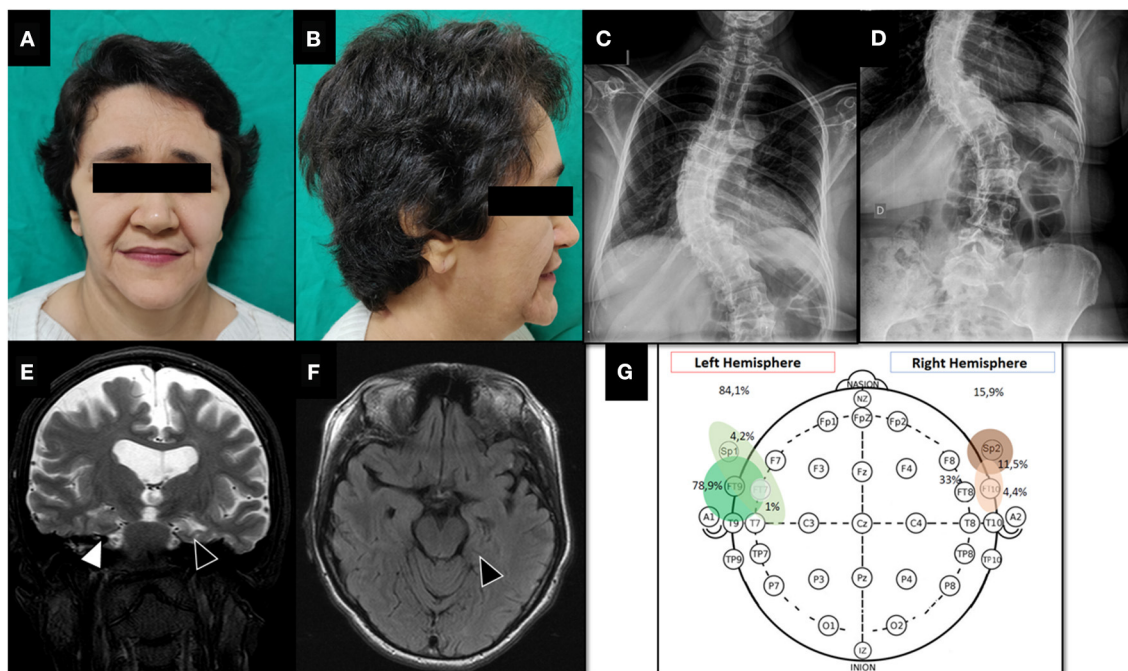 A
B
C
D
D
E
F
G
Left Hemisphere
Right Hemisphere
84,1%
15,9%
NASION
NZ
Fp1
Fp2
Fp2
4,2%
Sp1
Sp2
11,5%
F7
F3
Fz
F4
F8
33%
78,9%
FT9
FT7
FT8
FT10
4,4%
1%
A1
T9
T7
C3
Cz
C4
T8
T10
A2
TP9
TP7
TP8
TP10
P7
P3
Pz
P4
P8
O1
O2
IZ
INION